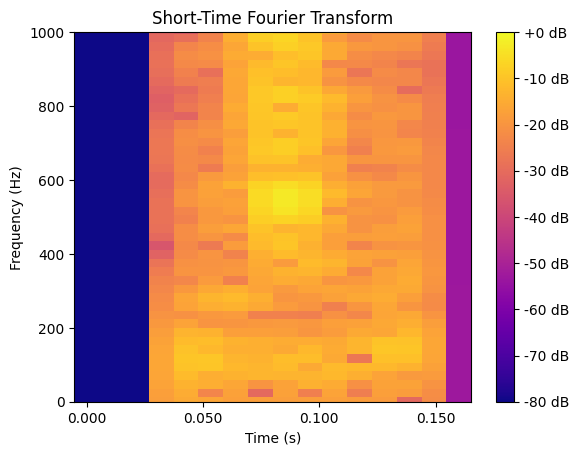 Short-Time Fourier Transform
1000
800
600
400
200
0
Frequency (Hz)
0.000
0.050
0.100
0.150
Time (s)
+0 dB
-10 dB
-20 dB
-30 dB
-40 dB
-50 dB
-60 dB
-70 dB
-80 dB